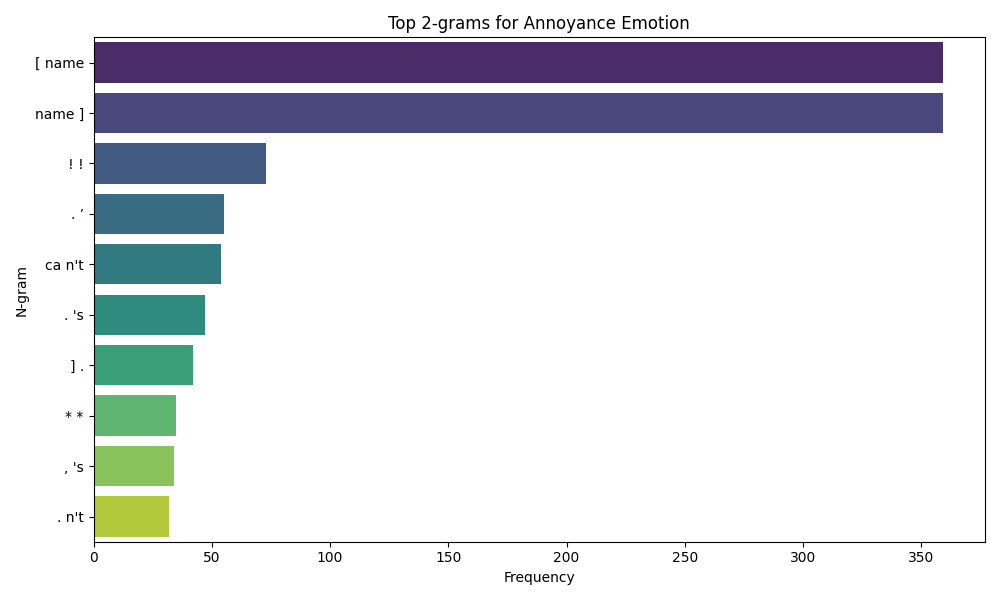 Top 2-grams for Annoyance Emotion
N-gram
[ name
name ]
! !
. ’
ca n't
. 's
] .
* *
, 's
. n't
0 50 100 150 200 250 300 350
Frequency